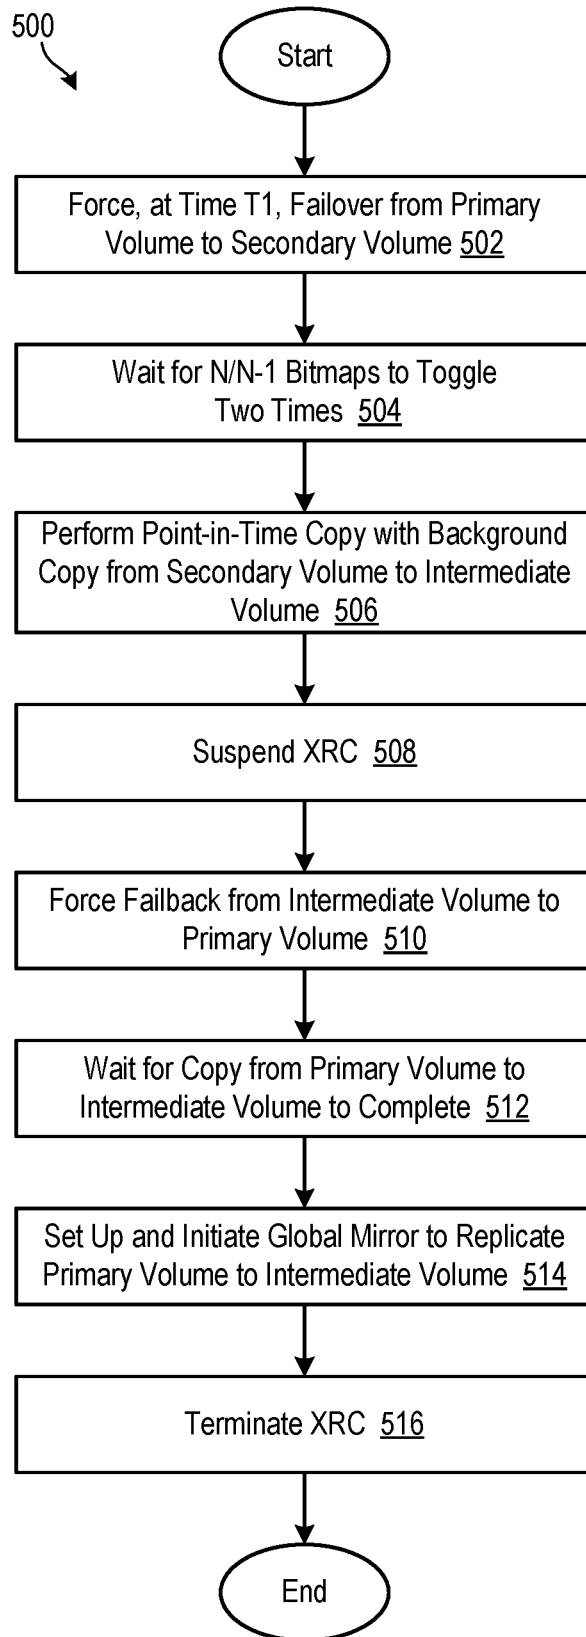 500
Start
Force, at Time T1, Failover from Primary
Volume to Secondary Volume 502
Wait for N/N-1 Bitmaps to Toggle
Two Times 504
Perform Point-in-Time Copy with Background
Copy from Secondary Volume to Intermediate
Volume 506
Suspend XRC 508
Force Failback from Intermediate Volume to
Primary Volume 510
Wait for Copy from Primary Volume to
Intermediate Volume to Complete 512
Set Up and Initiate Global Mirror to Replicate
Primary Volume to Intermediate Volume 514
Terminate XRC 516
End